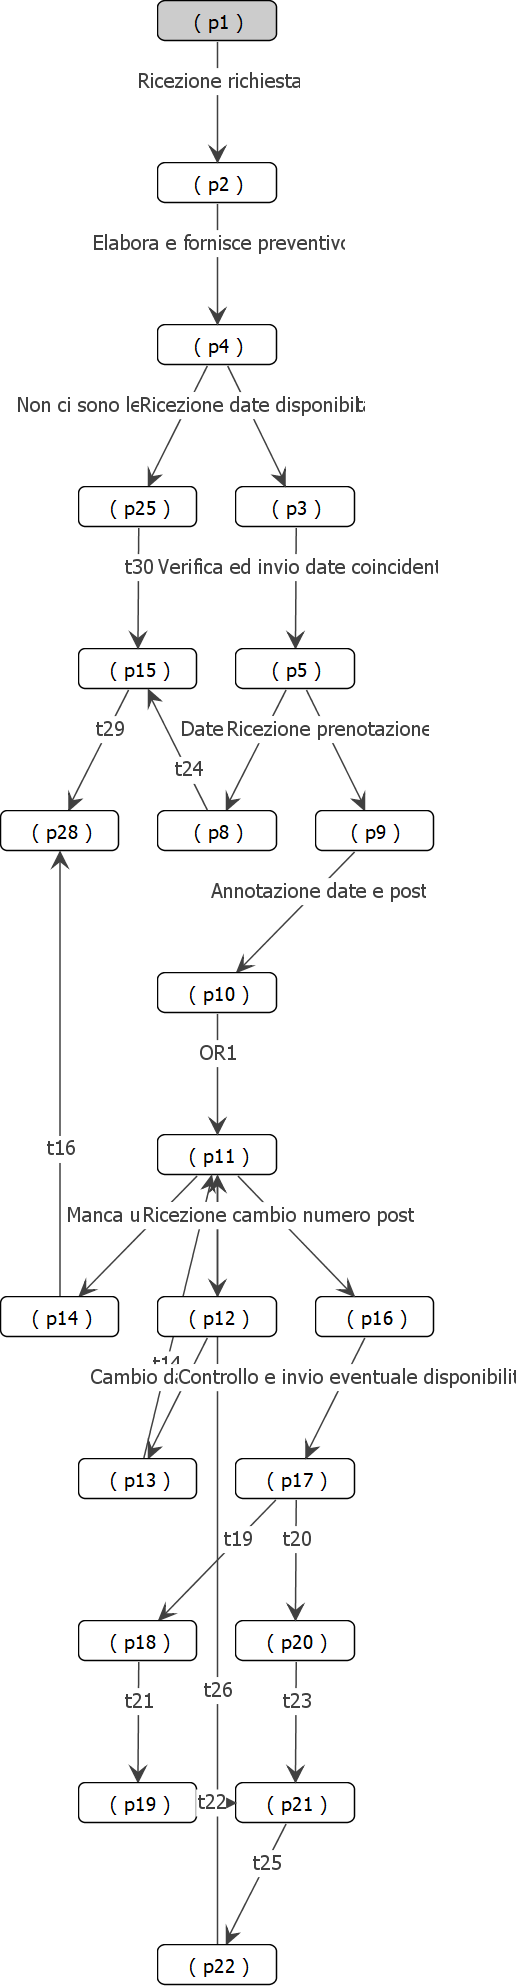 ( p1 )
Ricezione richiesta
( p2 )
Elabora e fornisce preventivo
( p4 )
Non ci sono le
Ricezione date disponibili
( p25 )
( p3 )
t30
Verifica ed invio date coincident
( p15 )
( p5 )
t29
Date
Ricezione prenotazione
t24
( p28 )
( p8 )
( p9 )
Annotazione date e post
( p10 )
OR1
( p11 )
t16
Manca u
Ricezione cambio numero post
( p14 )
( p12 )
( p16 )
t14
Cambio da
Controllo e invio eventuale disponibilit
( p13 )
( p17 )
t19
t20
( p18 )
( p20 )
t26
t21
t23
( p19 )
t22
( p21 )
t25
( p22 )